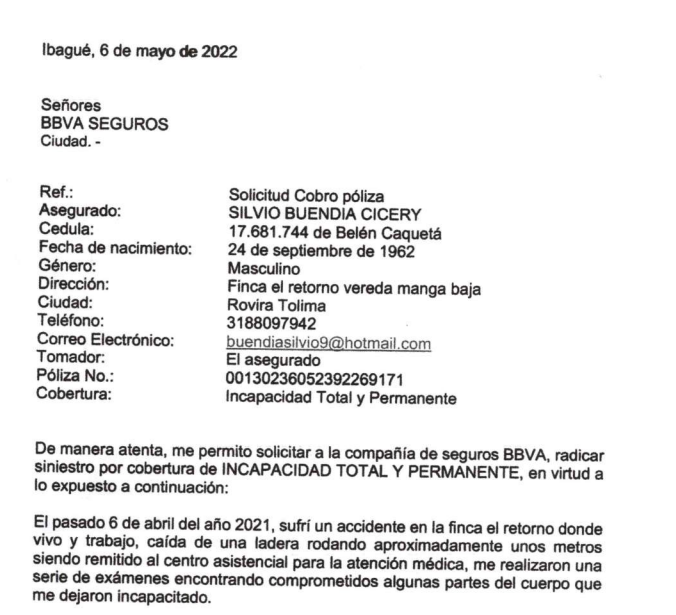 Ibagué, 6 de mayo de 2022
Señores
BBVA SEGUROS
Ciudad. -
Ref.: Solicitud Cobro póliza
Asegurado: SILVIO BUENDIA CICERY
Cedula: 17.681.744 de Belén Caquetá
Fecha de nacimiento: 24 de septiembre de 1962
Género: Masculino
Dirección: Finca el retorno vereda manga baja
Ciudad: Rovira Tolima
Teléfono: 3188097942
Correo Electrónico: buendiasilvio9@hotmail.com
Tomador: El asegurado
Póliza No.: 00130236052392269171
Cobertura: Incapacidad Total y Permanente
De manera atenta, me permito solicitar a la compañía de seguros BBVA, radicar
siniestro por cobertura de INCAPACIDAD TOTAL Y PERMANENTE, en virtud a
lo expuesto a continuación:
El pasado 6 de abril del año 2021, sufrí un accidente en la finca el retorno donde
vivo y trabajo, caída de una ladera rodando aproximadamente unos metros
siendo remitido al centro asistencial para la atención médica, me realizaron una
serie de exámenes encontrando comprometidos algunas partes del cuerpo que
me dejaron incapacitado.